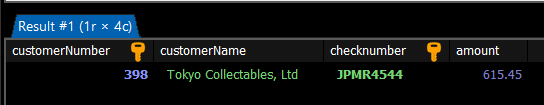 Result #1 (1r × 4c)
customerNumber customerName checknumber amount
398 Tokyo Collectables, Ltd JPMR4544 615.45